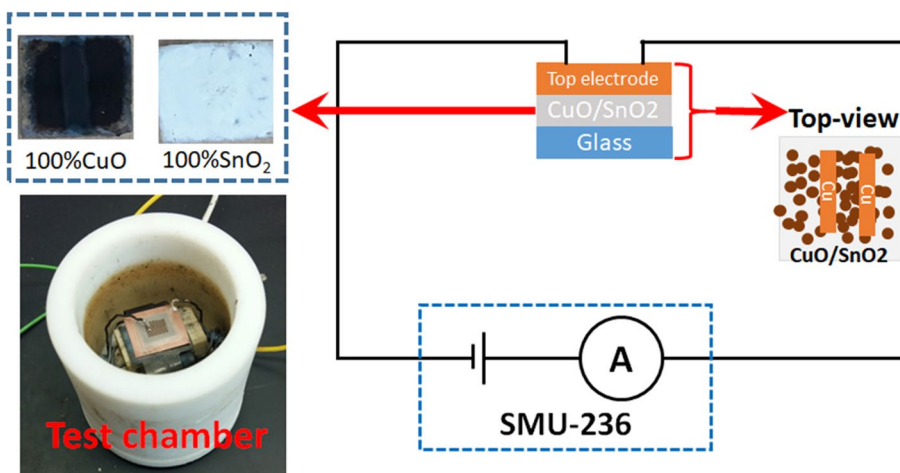 100%CuO
100%SnO₂
Test chamber
Top electrode
CuO/SnO2
Glass
Top-view
Cu
Cu
CuO/SnO2
A
SMU-236